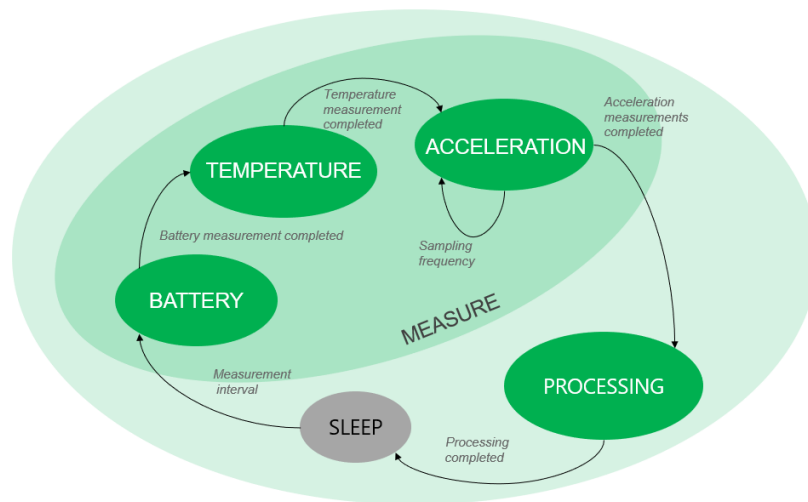 Temperature
measurement
completed
Acceleration
measurements
completed
ACCELERATION
TEMPERATURE
Battery measurement completed
Sampling
frequency
BATTERY
MEASURE
Measurement
interval
PROCESSING
SLEEP
Processing
completed